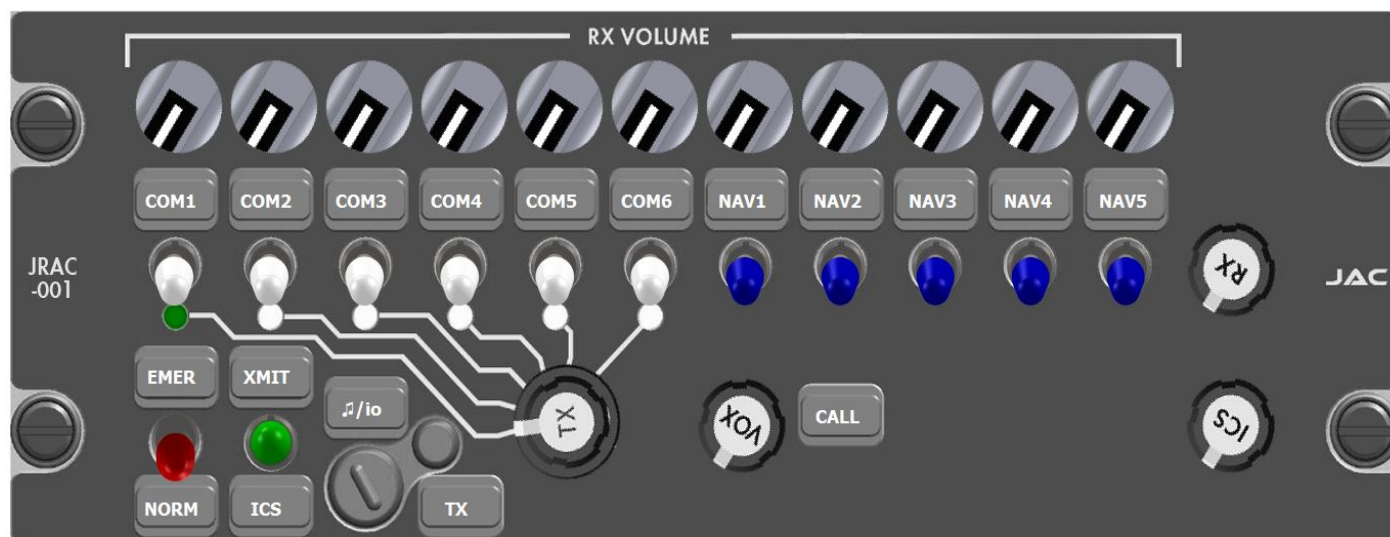 RX VOLUME
COM1 COM2 COM3 COM4 COM5 COM6 NAV1 NAV2 NAV3 NAV4 NAV5
JRAC
-001
RX
JAC
EMER XMIT
♫/io
TX
VOX
CALL
ICS
NORM ICS TX